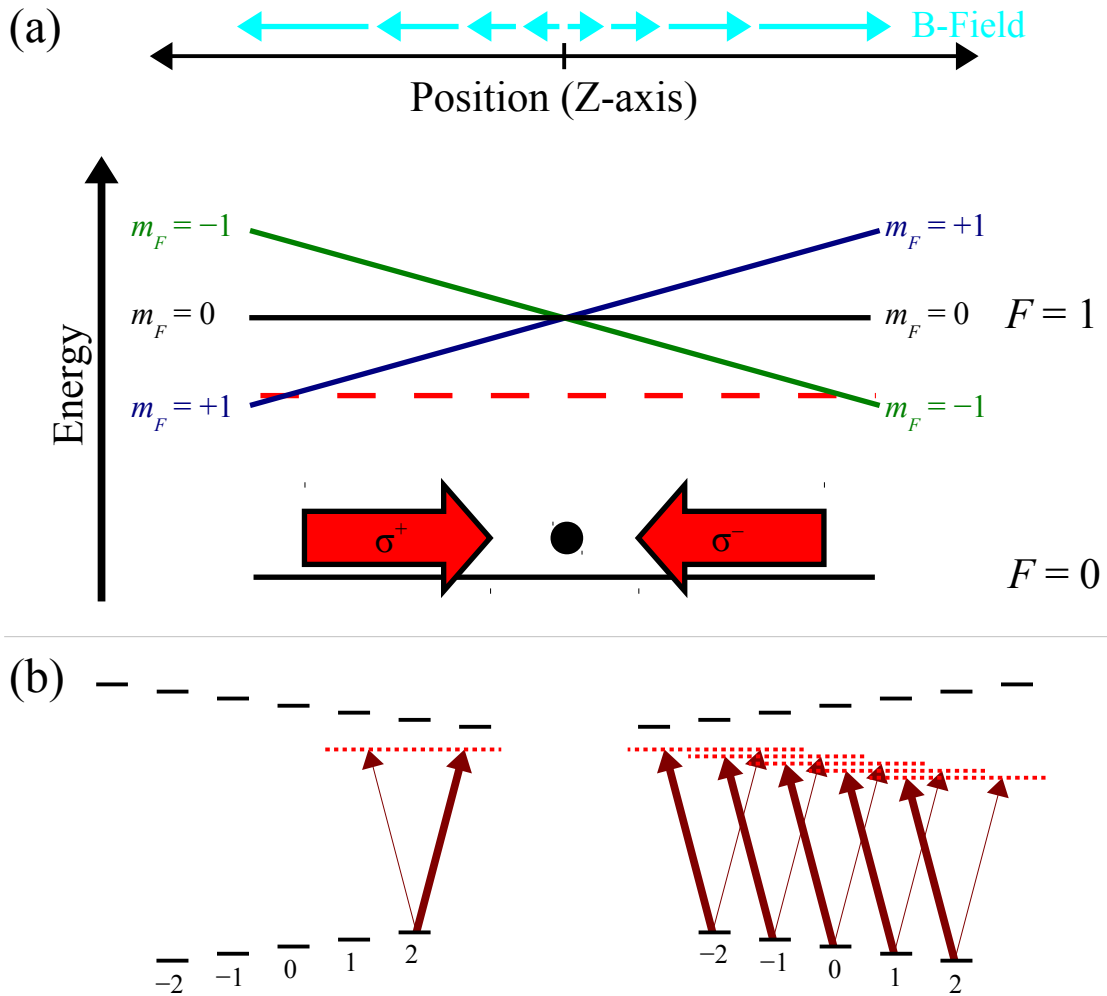 (a)
B-Field
Position (Z-axis)
Energy
m_F = −1
m_F = +1
m_F = 0
m_F = 0
F = 1
m_F = +1
m_F = −1
σ⁺
σ⁻
F = 0
(b)
−2
−1
0
1
2
−2
−1
0
1
2